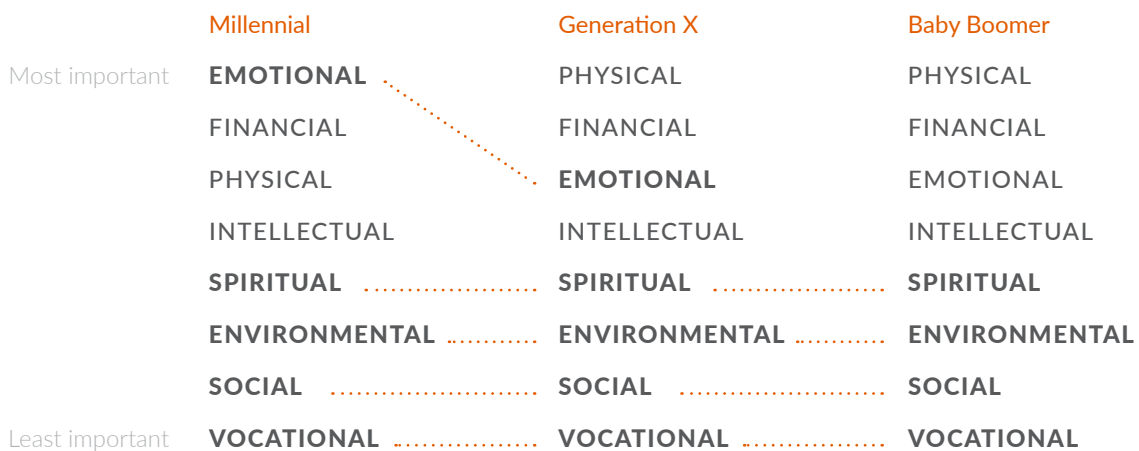 Millennial Generation X Baby Boomer
Most important EMOTIONAL PHYSICAL PHYSICAL
FINANCIAL FINANCIAL FINANCIAL
PHYSICAL EMOTIONAL EMOTIONAL
INTELLECTUAL INTELLECTUAL INTELLECTUAL
SPIRITUAL SPIRITUAL SPIRITUAL
ENVIRONMENTAL ENVIRONMENTAL ENVIRONMENTAL
SOCIAL SOCIAL SOCIAL
Least important VOCATIONAL VOCATIONAL VOCATIONAL